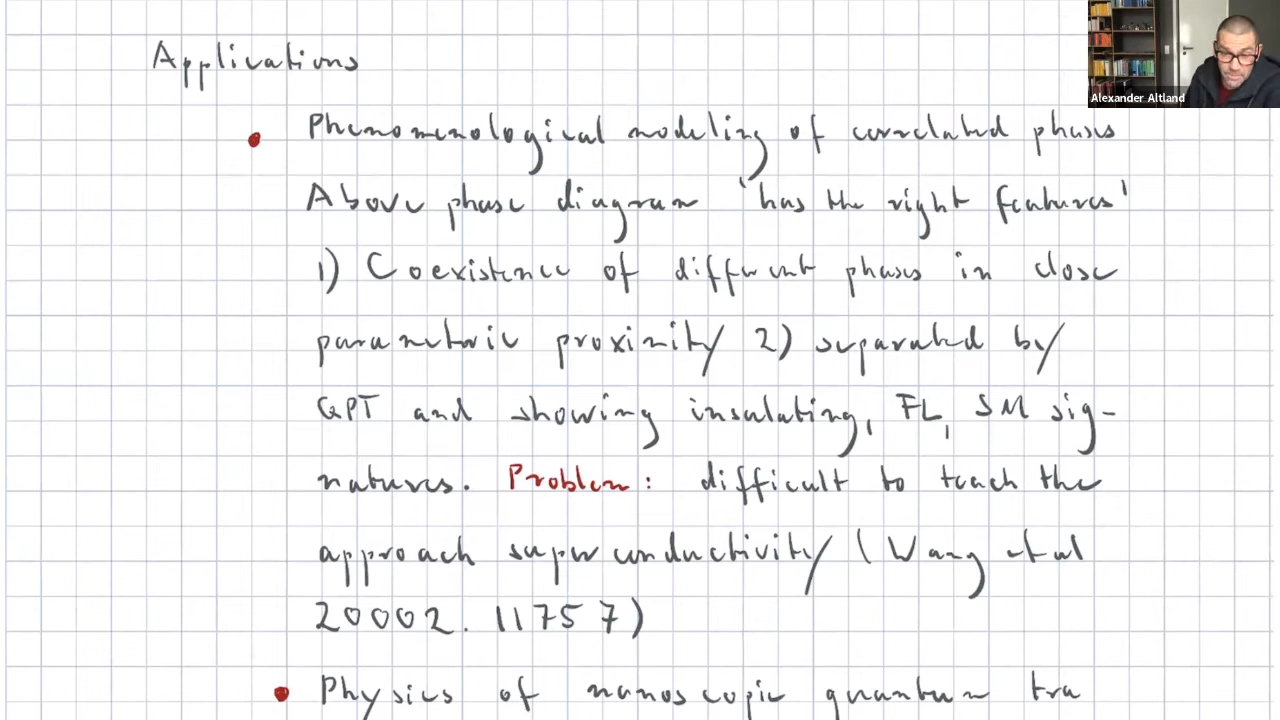 Applications
Alexander Altland
• Phenomenological modeling of correlated phases
Above phase diagram 'has the right features'
1) Coexistence of different phases in close
parametric proximity 2) separated by
QPT and showing insulating, FL, SM sig-
natures. Problem: difficult to teach the
approach superconductivity (Wang et al
20002.11757)
• Physics of nanoscopic quantum tra